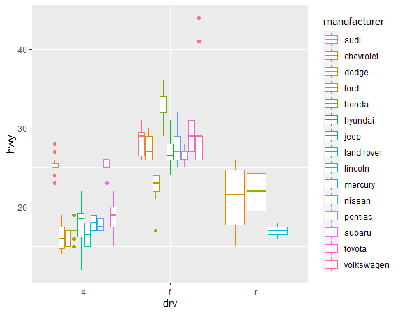 manufacturer
audi
chevrolet
dodge
ford
honda
hyundai
jeep
land rover
lincoln
mercury
nissan
pontiac
subaru
toyota
volkswagen
hwy
40
30
20
4
f
r
drv